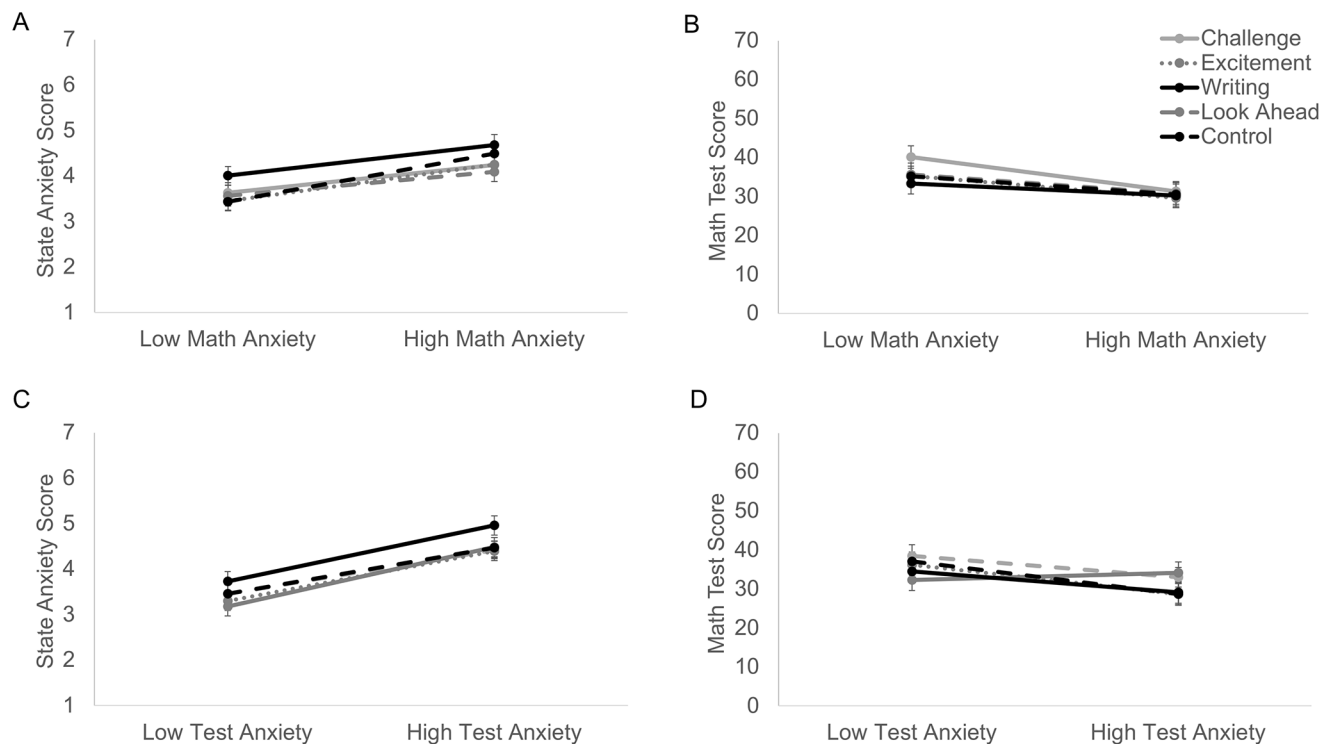 A
7
6
5
4
3
2
1
State Anxiety Score
Low Math Anxiety
High Math Anxiety
B
70
60
50
40
30
20
10
0
Math Test Score
Low Math Anxiety
High Math Anxiety
Challenge
Excitement
Writing
Look Ahead
Control
C
7
6
5
4
3
2
1
State Anxiety Score
Low Test Anxiety
High Test Anxiety
D
70
60
50
40
30
20
10
0
Math Test Score
Low Test Anxiety
High Test Anxiety